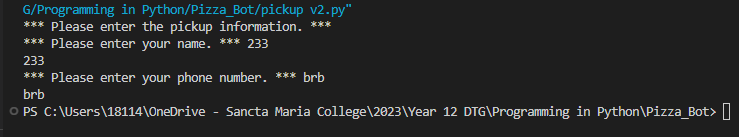 G/Programming in Python/Pizza_Bot/pickup v2.py"
*** Please enter the pickup information. ***
*** Please enter your name. *** 233
233
*** Please enter your phone number. *** brb
brb
PS C:\Users\18114\OneDrive - Sancta Maria College\2023\Year 12 DTG\Programming in Python\Pizza_Bot>